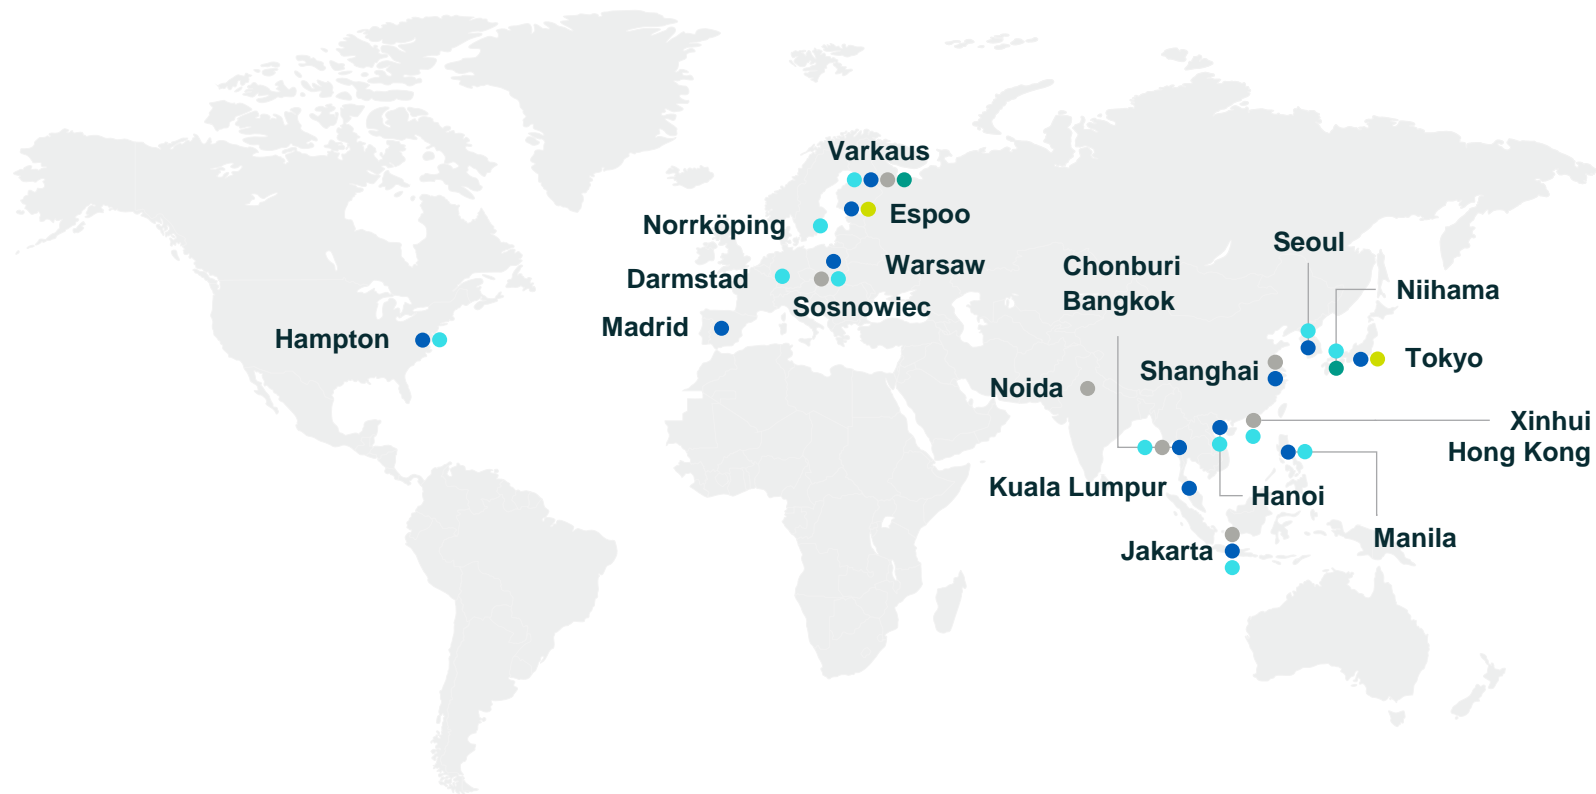 Varkaus
Norrköping
Espoo
Darmstad
Warsaw
Sosnowiec
Madrid
Hampton
Chonburi
Bangkok
Seoul
Niihama
Tokyo
Shanghai
Noida
Xinhui
Hong Kong
Kuala Lumpur
Hanoi
Manila
Jakarta